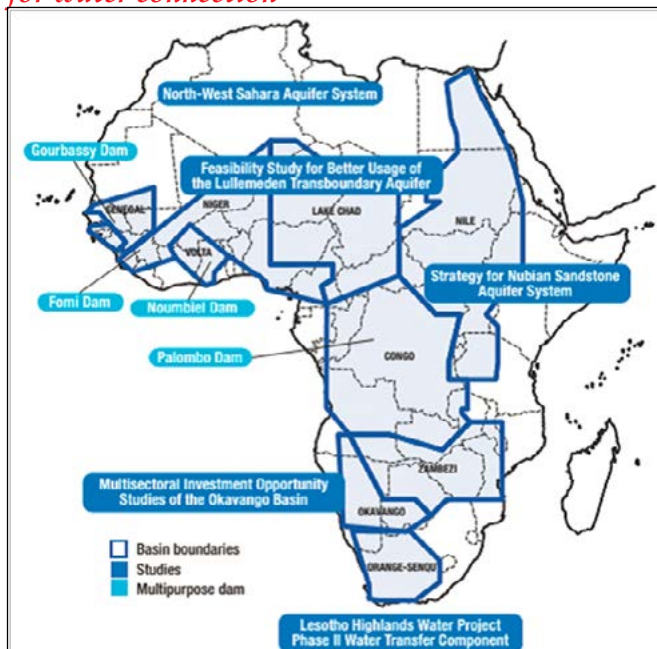 for water connection
North-West Sahara Aquifer System
Gourbassy Dam
Feasibility Study for Better Usage of
the Lullemeden Transboundary Aquifer
SENEGAL
NIGER
LAKE CHAD
NILE
VOLTA
Strategy for Nubian Sandstone
Aquifer System
Fomi Dam
Noumbiel Dam
Palombo Dam
CONGO
ZAMBEZI
Multisectoral Investment Opportunity
Studies of the Okavango Basin
OKAVANGO
Basin boundaries
Studies
Multipurpose dam
ORANGE-SENQU
Lesotho Highlands Water Project
Phase II Water Transfer Component